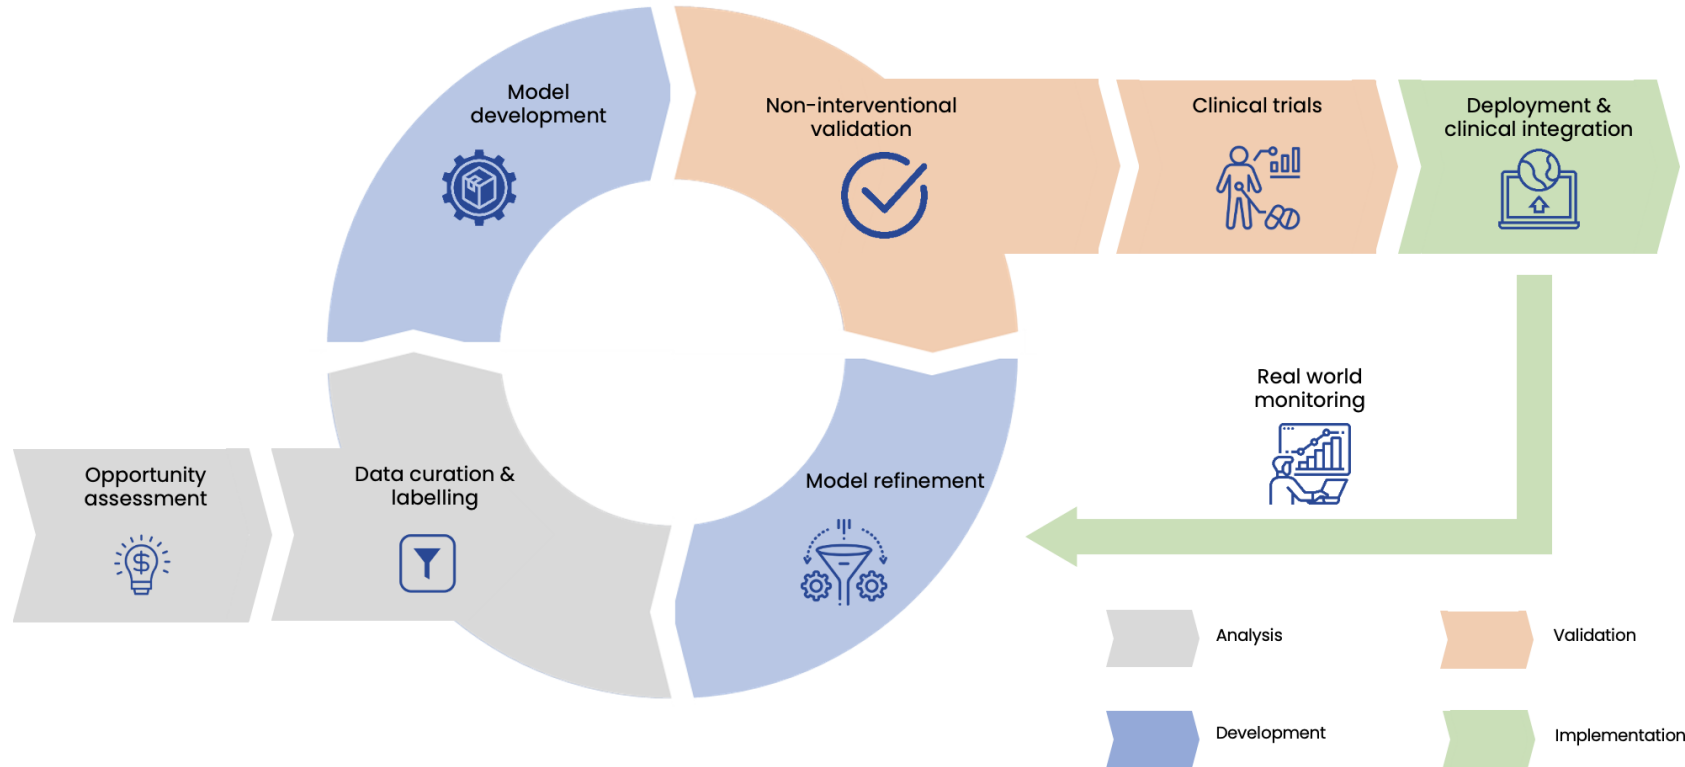 Model
development
Non-interventional
validation
Clinical trials
Deployment &
clinical integration
Real world
monitoring
Opportunity
assessment
$
Data curation &
labelling
Model refinement
Analysis
Validation
Development
Implementation